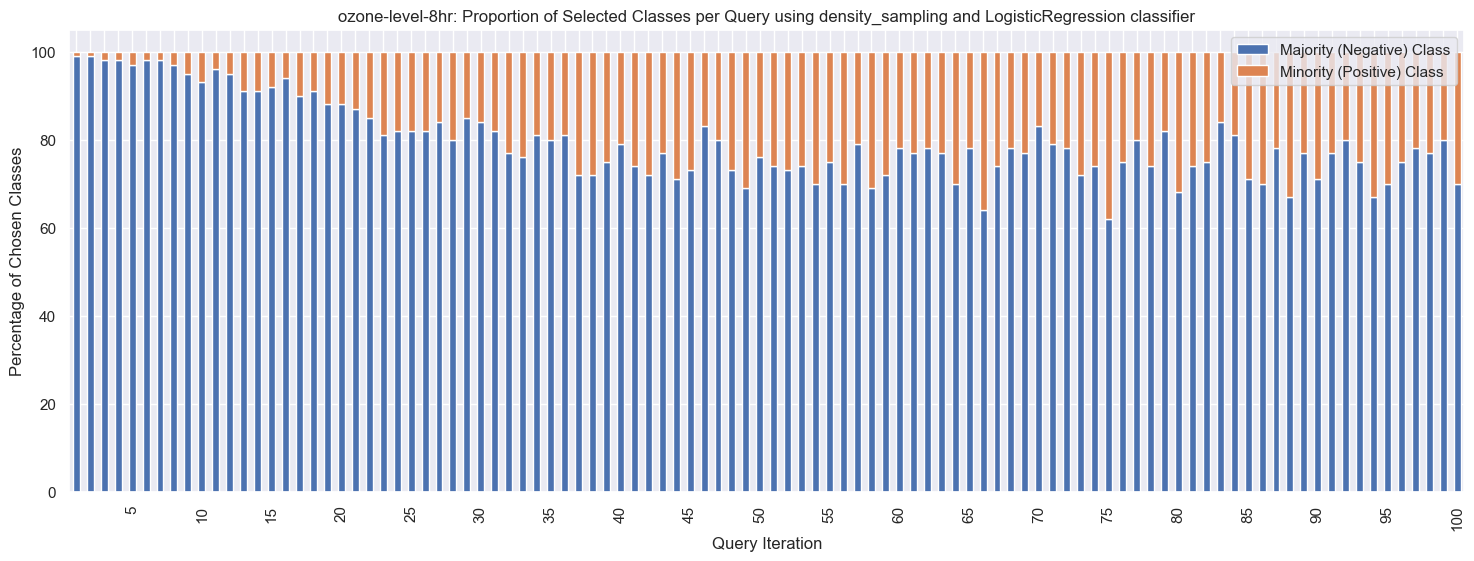 ozone-level-8hr: Proportion of Selected Classes per Query using density_sampling and LogisticRegression classifier
Majority (Negative) Class
Minority (Positive) Class
Percentage of Chosen Classes
100
80
60
40
20
0
5 10 15 20 25 30 35 40 45 50 55 60 65 70 75 80 85 90 95 100
Query Iteration